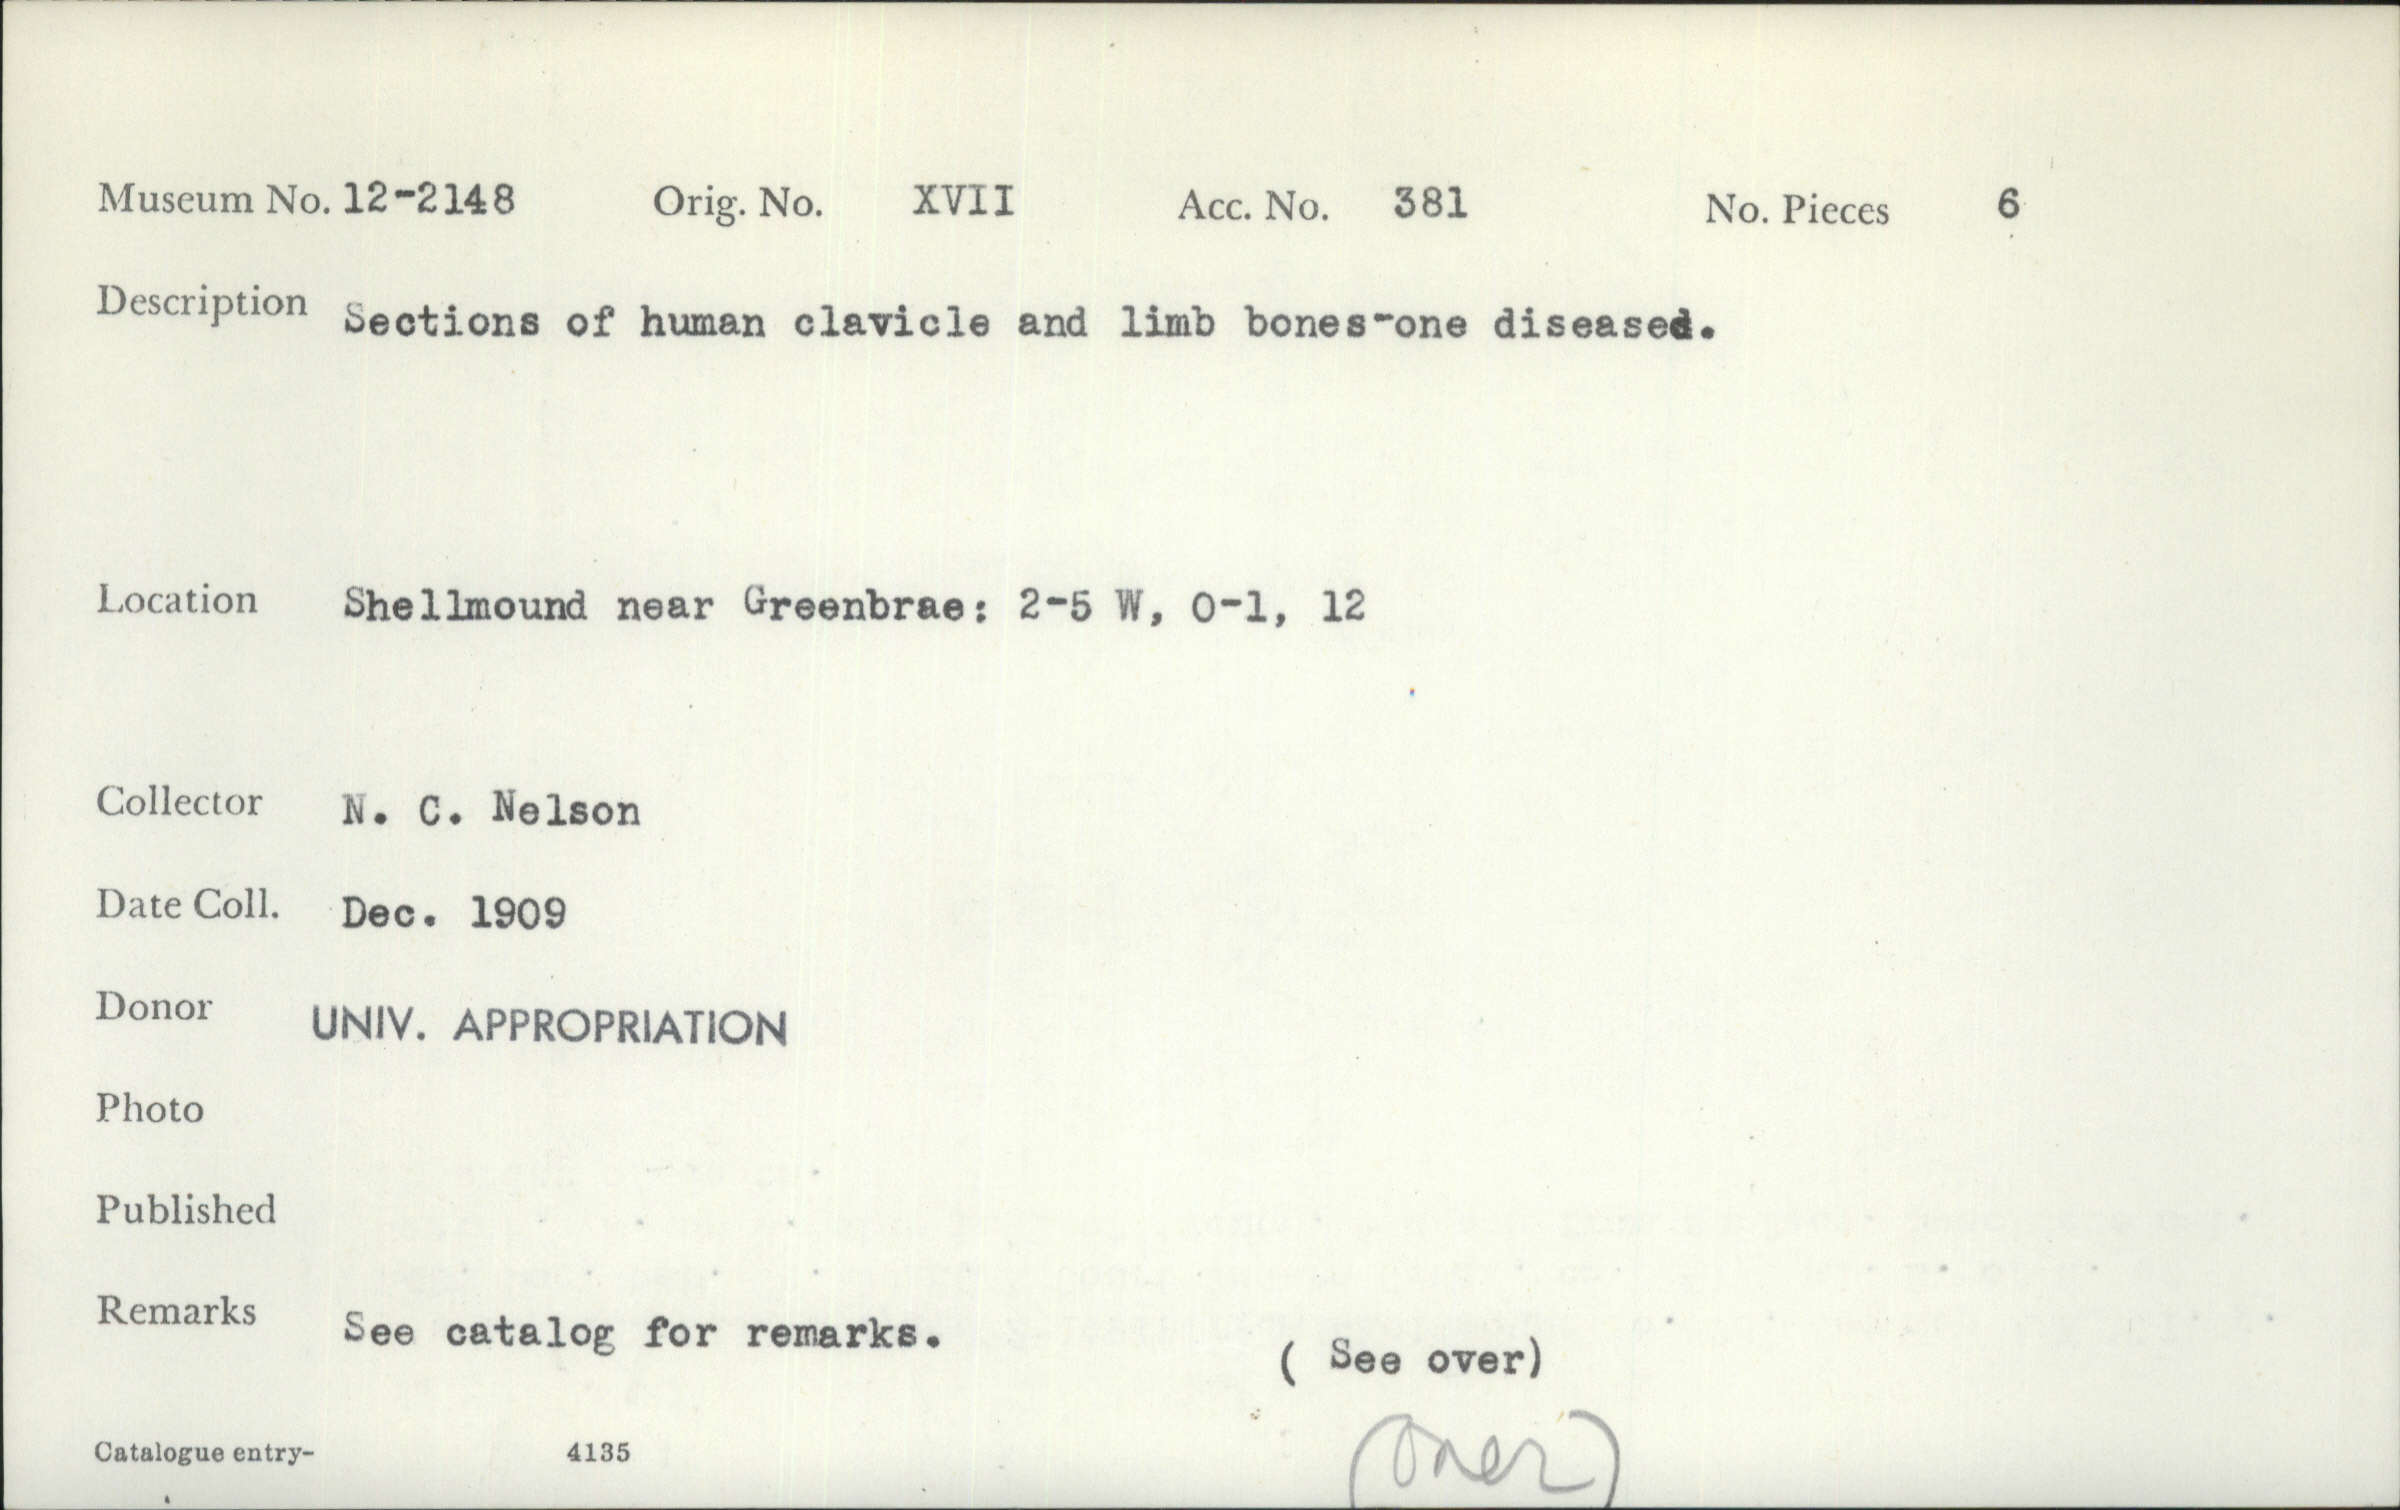 Museum No. 12-2148 Orig. No. XVII Acc. No. 381 No. Pieces 6
Description Sections of human clavicle and limb bones-one diseased.
Location Shellmound near Greenbrae: 2-5 W, 0-1, 12
Collector N. C. Nelson
Date Coll. Dec. 1909
Donor UNIV. APPROPRIATION
Photo
Published
Remarks See catalog for remarks. ( See over)
Catalogue entry- 4135 (over)